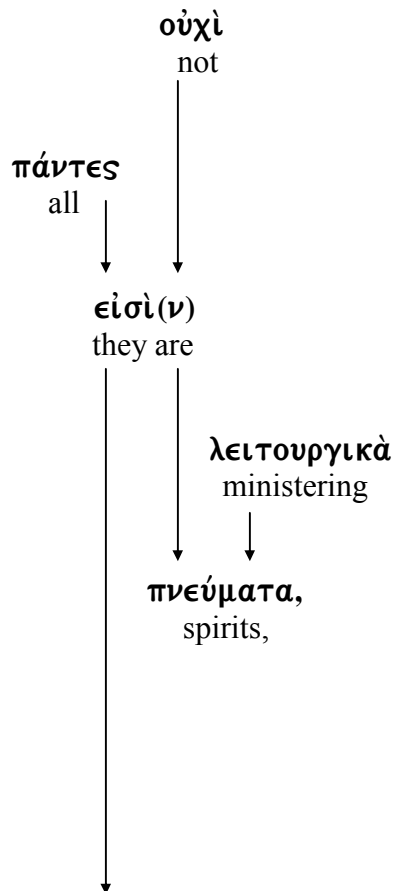 οὐχὶ
not
πάντες
all
εἰσὶ(ν)
they are
λειτουργικὰ
ministering
πνεύματα,
spirits,